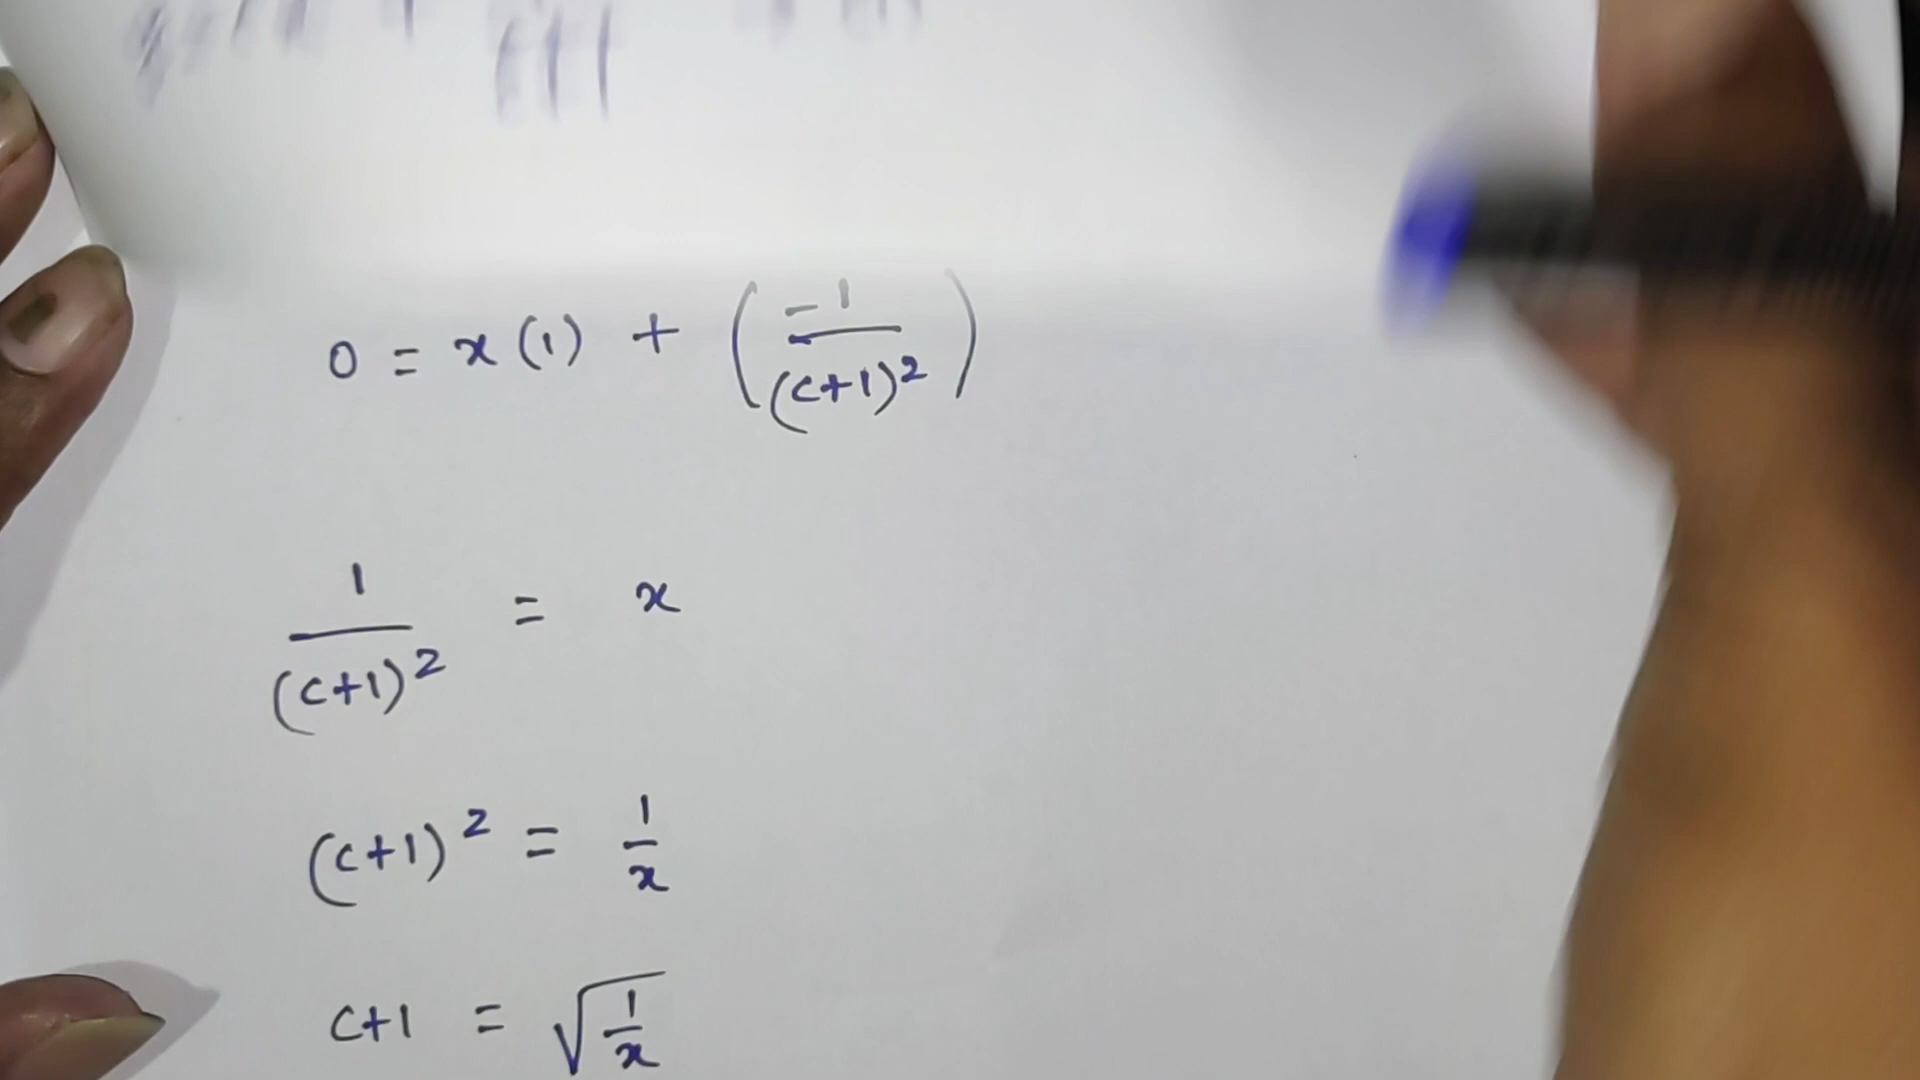 0 = x(1) + (-1/(c+1)²)
1/(c+1)² = x
(c+1)² = 1/x
c+1 = √(1/x)